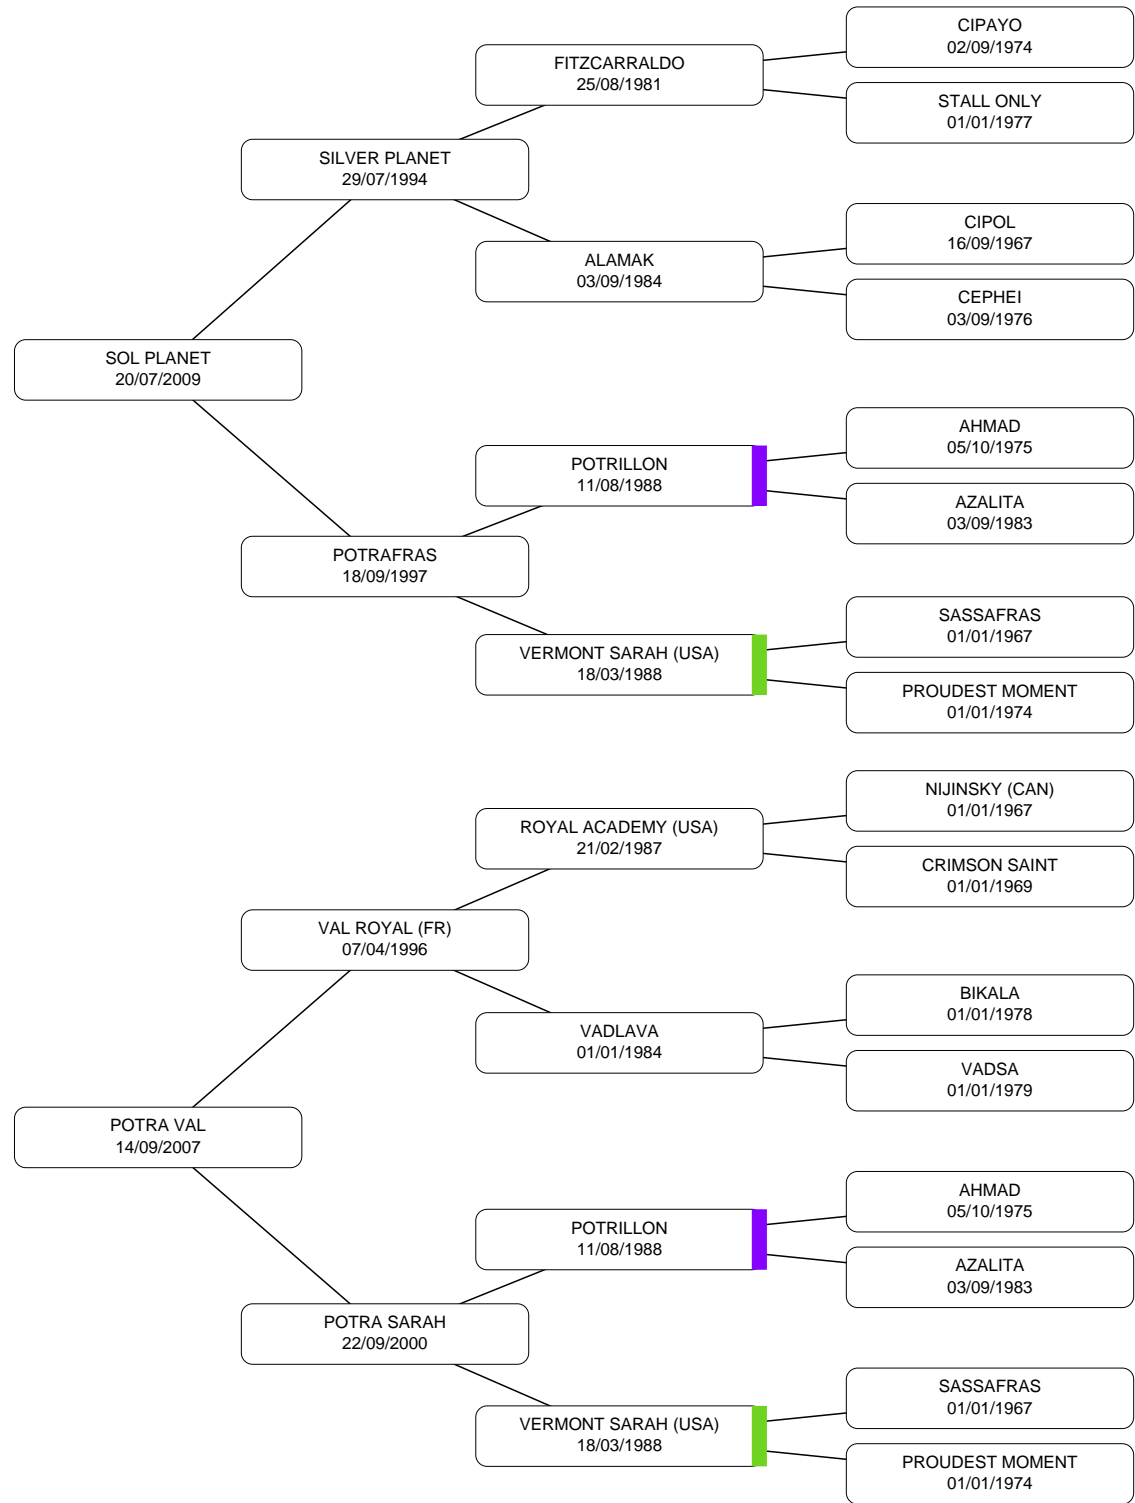 CIPAYO
02/09/1974
FITZCARRALDO
25/08/1981
STALL ONLY
01/01/1977
SILVER PLANET
29/07/1994
CIPOL
16/09/1967
ALAMAK
03/09/1984
CEPHEI
03/09/1976
SOL PLANET
20/07/2009
AHMAD
05/10/1975
POTRILLON
11/08/1988
AZALITA
03/09/1983
POTRAFRAS
18/09/1997
SASSAFRAS
01/01/1967
VERMONT SARAH (USA)
18/03/1988
PROUDEST MOMENT
01/01/1974
NIJINSKY (CAN)
01/01/1967
ROYAL ACADEMY (USA)
21/02/1987
CRIMSON SAINT
01/01/1969
VAL ROYAL (FR)
07/04/1996
BIKALA
01/01/1978
VADLAVA
01/01/1984
VADSA
01/01/1979
POTRA VAL
14/09/2007
AHMAD
05/10/1975
POTRILLON
11/08/1988
AZALITA
03/09/1983
POTRA SARAH
22/09/2000
SASSAFRAS
01/01/1967
VERMONT SARAH (USA)
18/03/1988
PROUDEST MOMENT
01/01/1974